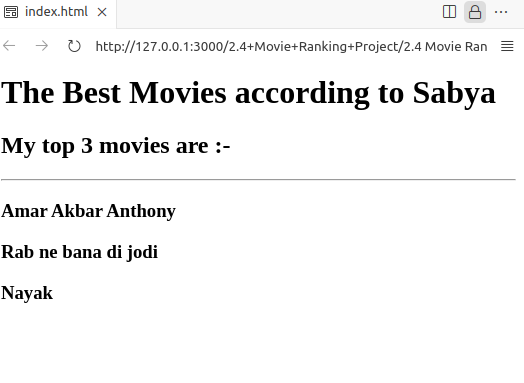 index.html
http://127.0.0.1:3000/2.4+Movie+Ranking+Project/2.4 Movie Ran
The Best Movies according to Sabya
My top 3 movies are :-
Amar Akbar Anthony
Rab ne bana di jodi
Nayak